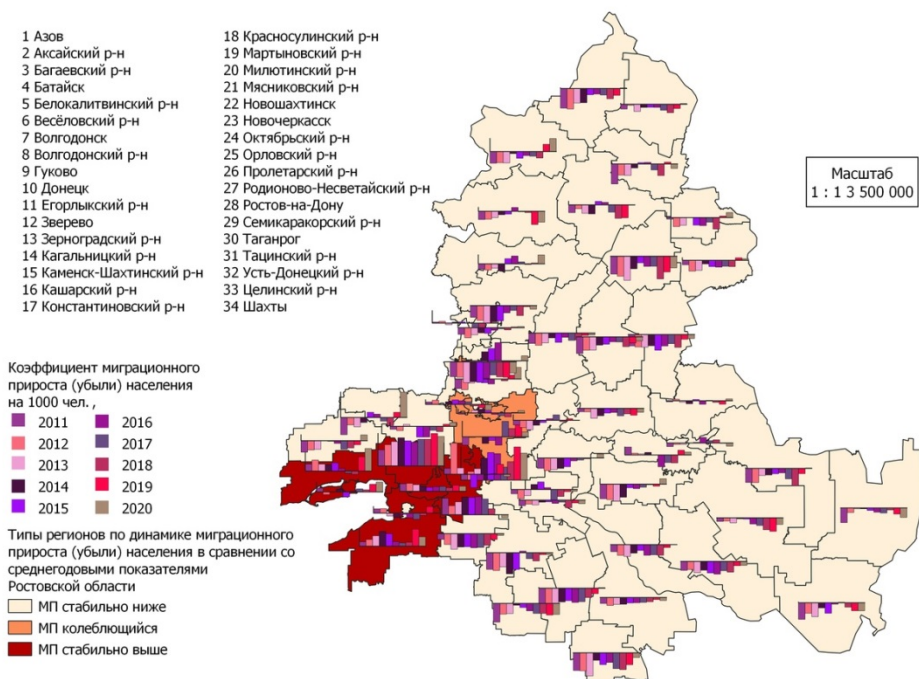 1 Азов
2 Аксайский р-н
3 Багаевский р-н
4 Батайск
5 Белокалитвинский р-н
6 Весёловский р-н
7 Волгодонск
8 Волгодонский р-н
9 Гуково
10 Донецк
11 Егорлыкский р-н
12 Зверево
13 Зерноградский р-н
14 Кагальницкий р-н
15 Каменск-Шахтинский р-н
16 Кашарский р-н
17 Константиновский р-н
18 Красносулинский р-н
19 Мартыновский р-н
20 Милютинский р-н
21 Мясниковский р-н
22 Новошахтинск
23 Новочеркасск
24 Октябрьский р-н
25 Орловский р-н
26 Пролетарский р-н
27 Родионово-Несветайский р-н
28 Ростов-на-Дону
29 Семикаракорский р-н
30 Таганрог
31 Тацинский р-н
32 Усть-Донецкий р-н
33 Целинский р-н
34 Шахты
Масштаб
1 : 1 3 500 000
Коэффициент миграционного
прироста (убыли) населения
на 1000 чел. ,
2011
2012
2013
2014
2015
2016
2017
2018
2019
2020
Типы регионов по динамике миграционного
прироста (убыли) населения в сравнении со
среднегодовыми показателями
Ростовской области
МП стабильно ниже
МП колеблющийся
МП стабильно выше